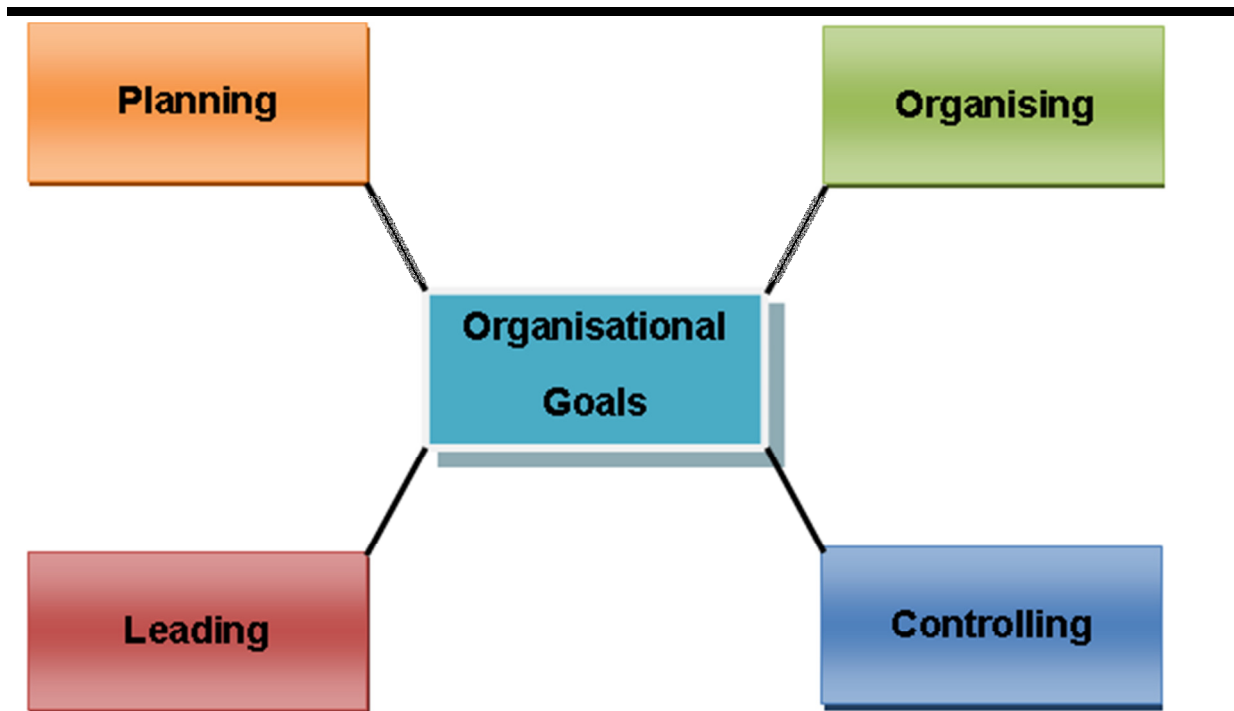 Planning
Organising
Organisational
Goals
Leading
Controlling